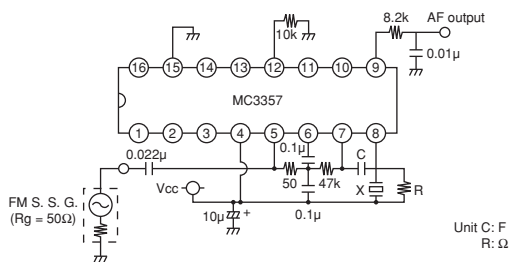 8.2k
AF output
10k
0.01μ
16 15 14 13 12 11 10 9
MC3357
1 2 3 4 5 6 7 8
0.1μ
0.022μ
C
50
47k
Vcc
X
R
FM S. S. G.
(Rg = 50Ω)
10μ
+
0.1μ
Unit C: F
R: Ω